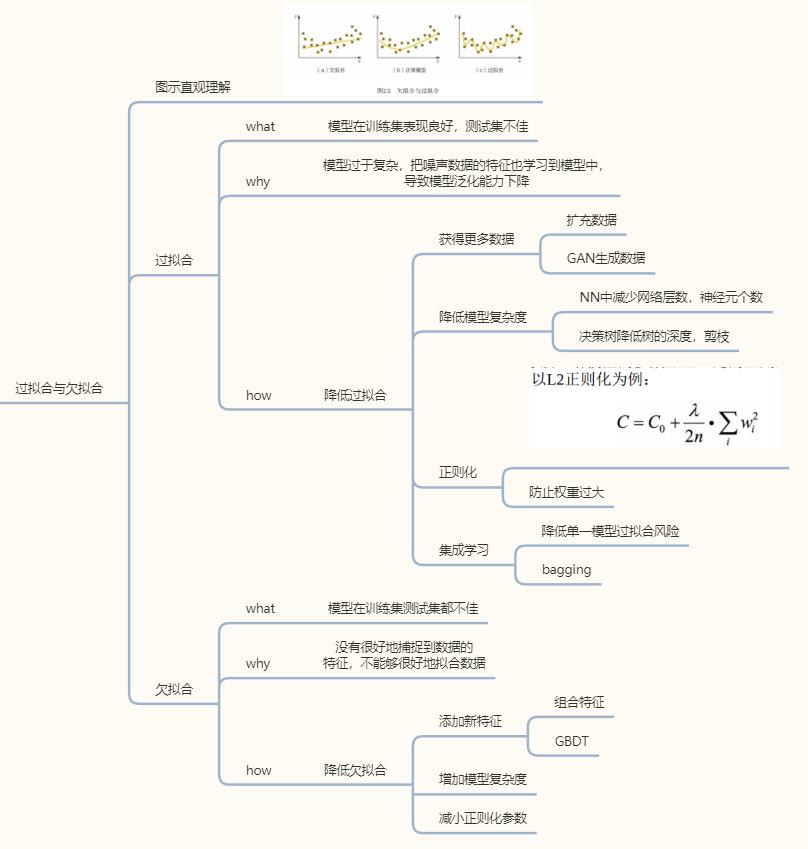 （a）欠拟合
（b）正常模型
（c）过拟合
图2.5 欠拟合与过拟合
图示直观理解
what
模型在训练集表现良好，测试集不佳
why
模型过于复杂，把噪声数据的特征也学习到模型中，
导致模型泛化能力下降
过拟合
扩充数据
获得更多数据
GAN生成数据
NN中减少网络层数，神经元个数
降低模型复杂度
决策树降低树的深度，剪枝
过拟合与欠拟合
how
降低过拟合
以L2正则化为例：
C = C₀ + λ/2n • ∑ᵢ wᵢ²
正则化
防止权重过大
降低单一模型过拟合风险
集成学习
bagging
what
模型在训练集测试集都不佳
why
没有很好地捕捉到数据的
特征，不能够很好地拟合数据
欠拟合
组合特征
添加新特征
GBDT
how
降低欠拟合
增加模型复杂度
减小正则化参数